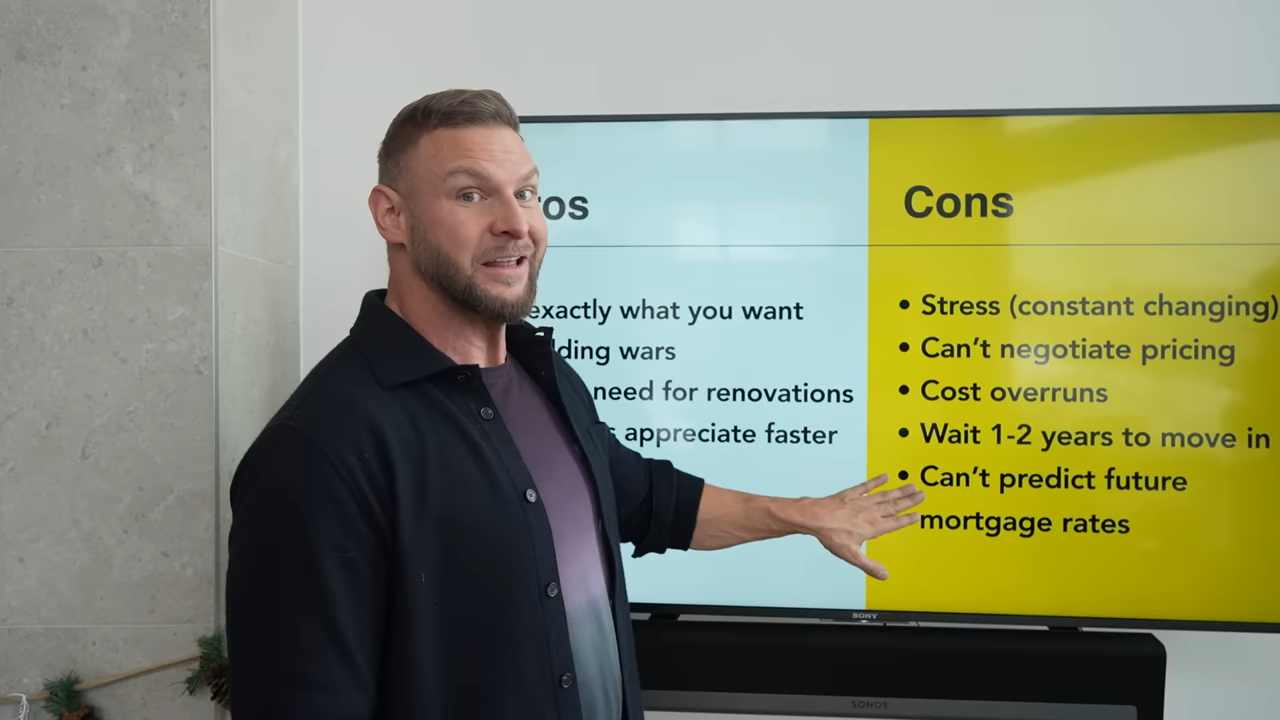 Cons
exactly what you want
wars
need for renovations
appreciate faster
• Stress (constant changing)
• Can't negotiate pricing
• Cost overruns
• Wait 1-2 years to move in
• Can't predict future
mortgage rates
SONY
SONOS